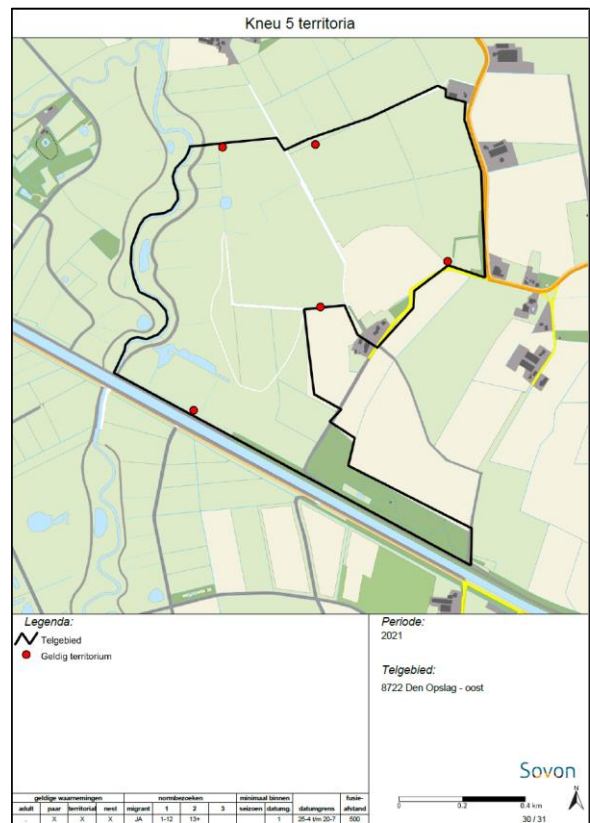 Kneu 5 territoria
Legenda:
Telgebied
Geldig territorium
Periode:
2021
Telgebied:
8722 Den Opslag - oost
Sovon
0 0.2 0.4 km
N
30 / 31
geldige waarnemingen normbezoeken minimaal binnen fusie-
adult paar territorial nest migrant 1 2 3 seizoen datumg. datumgrens afstand
. X X X JA 1-12 13+ . 1 25-4 t/m 20-7 500